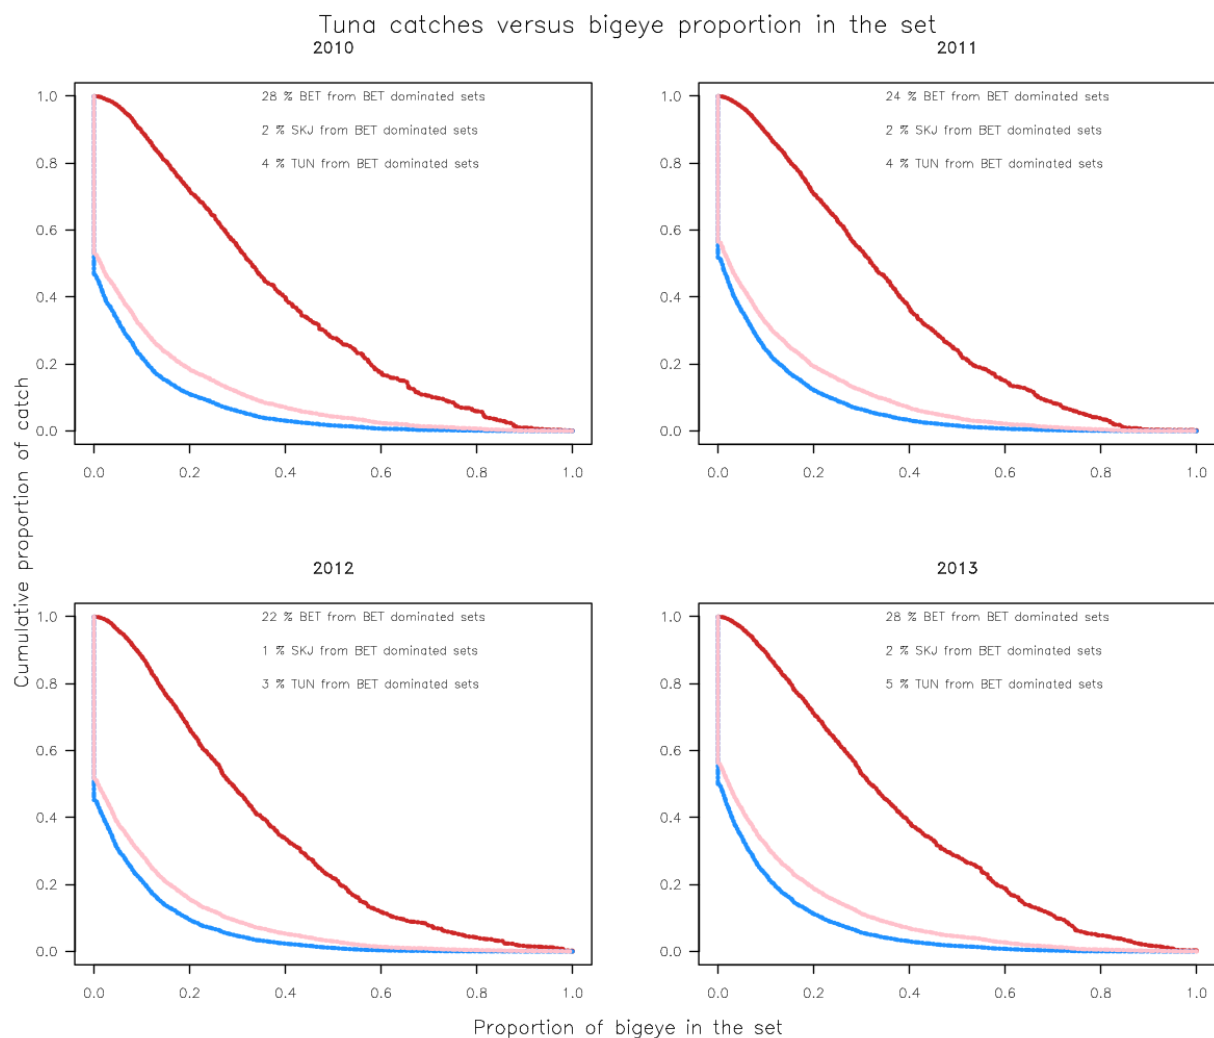 Tuna catches versus bigeye proportion in the set
2010
28 % BET from BET dominated sets
2 % SKJ from BET dominated sets
4 % TUN from BET dominated sets
1.0
0.8
0.6
0.4
0.2
0.0
0.0 0.2 0.4 0.6 0.8 1.0
2011
24 % BET from BET dominated sets
2 % SKJ from BET dominated sets
4 % TUN from BET dominated sets
1.0
0.8
0.6
0.4
0.2
0.0
0.0 0.2 0.4 0.6 0.8 1.0
Cumulative proportion of catch
2012
22 % BET from BET dominated sets
1 % SKJ from BET dominated sets
3 % TUN from BET dominated sets
1.0
0.8
0.6
0.4
0.2
0.0
0.0 0.2 0.4 0.6 0.8 1.0
2013
28 % BET from BET dominated sets
2 % SKJ from BET dominated sets
5 % TUN from BET dominated sets
1.0
0.8
0.6
0.4
0.2
0.0
0.0 0.2 0.4 0.6 0.8 1.0
Proportion of bigeye in the set